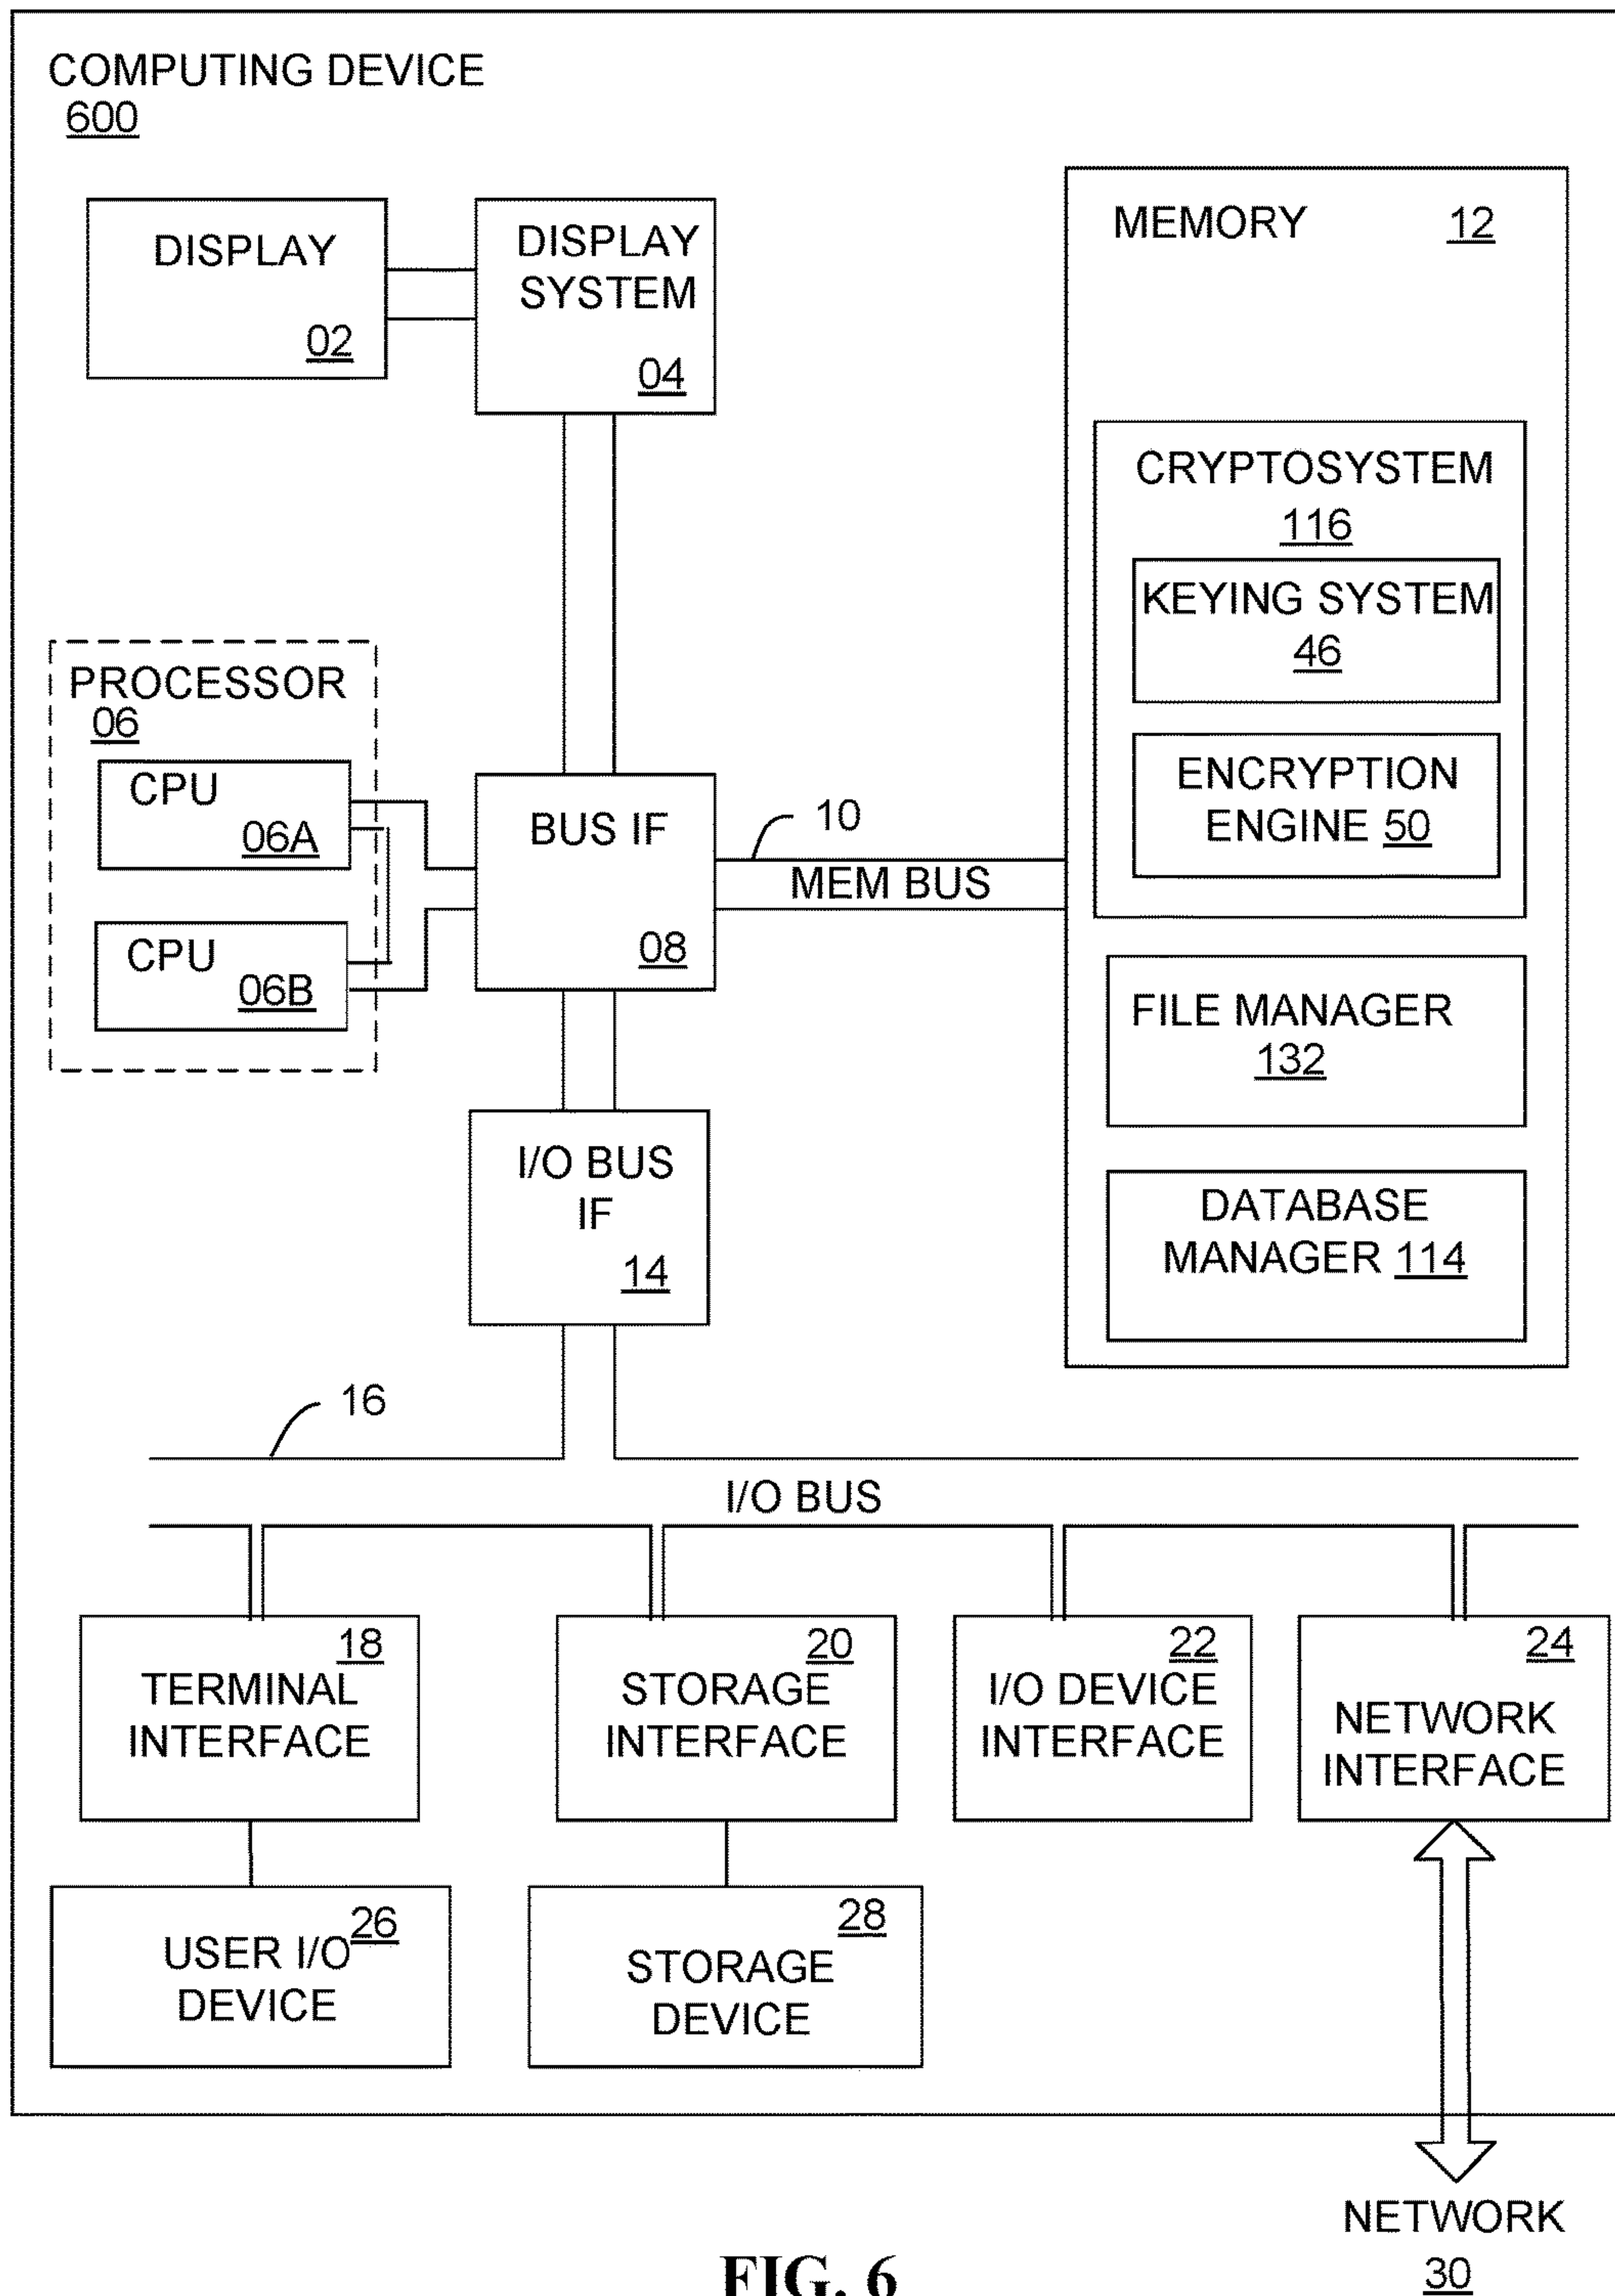 COMPUTING DEVICE
600
DISPLAY
02
DISPLAY
SYSTEM
04
MEMORY 12
CRYPTOSYSTEM
116
KEYING SYSTEM
46
ENCRYPTION
ENGINE 50
PROCESSOR
06
CPU
06A
CPU
06B
BUS IF
08
10
MEM BUS
FILE MANAGER
132
I/O BUS
IF
14
DATABASE
MANAGER 114
16
I/O BUS
18
TERMINAL
INTERFACE
20
STORAGE
INTERFACE
22
I/O DEVICE
INTERFACE
24
NETWORK
INTERFACE
26
USER I/O
DEVICE
28
STORAGE
DEVICE
NETWORK
30
FIG. 6